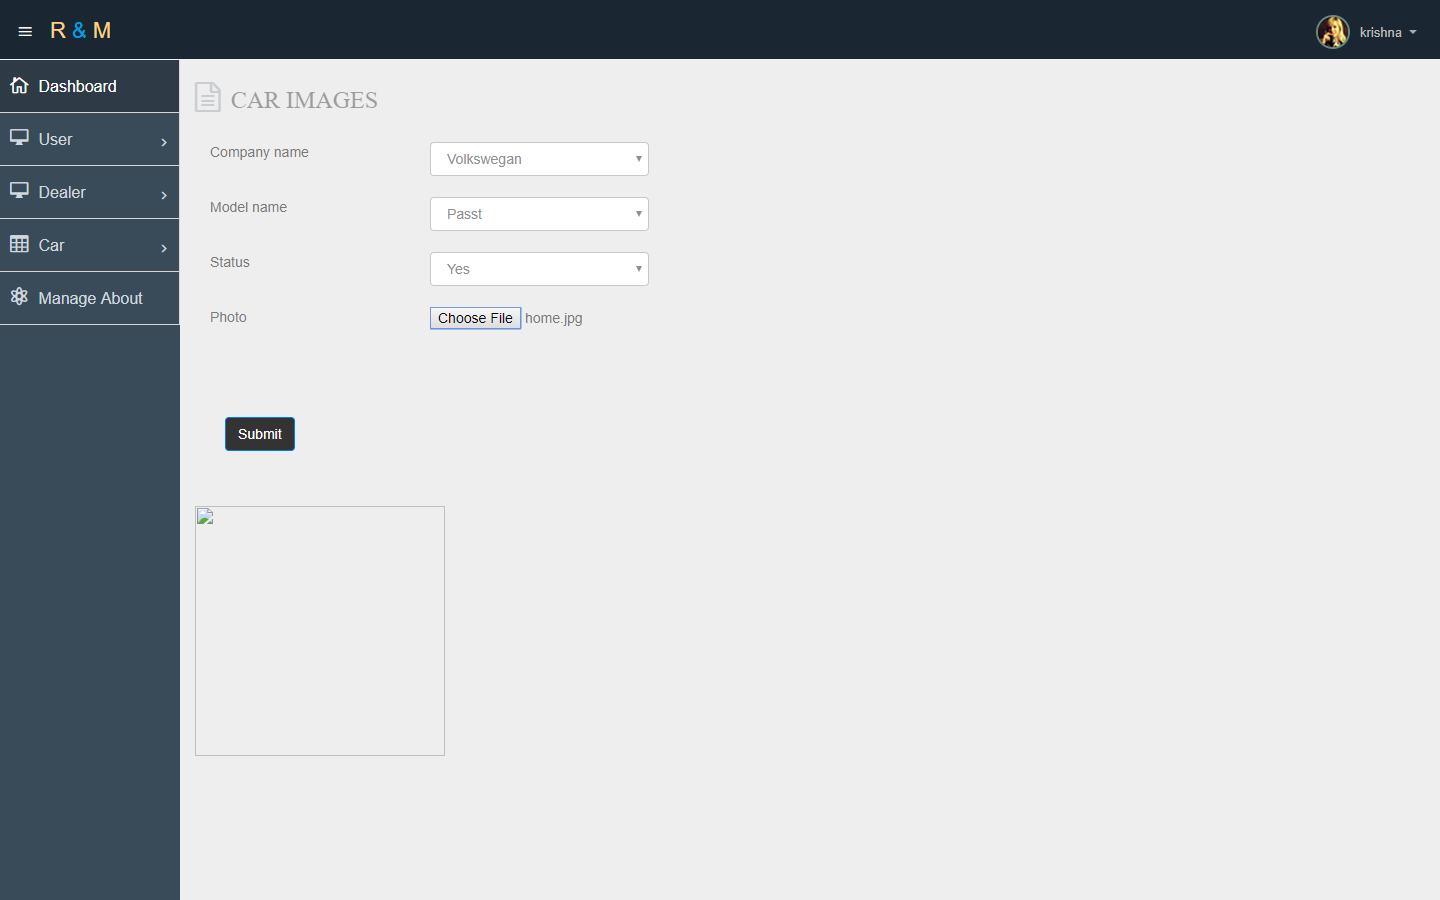 R & M
krishna
Dashboard
User
Dealer
Car
Manage About
CAR IMAGES
Company name
Volkswegan
Model name
Passt
Status
Yes
Photo
Choose File home.jpg
Submit